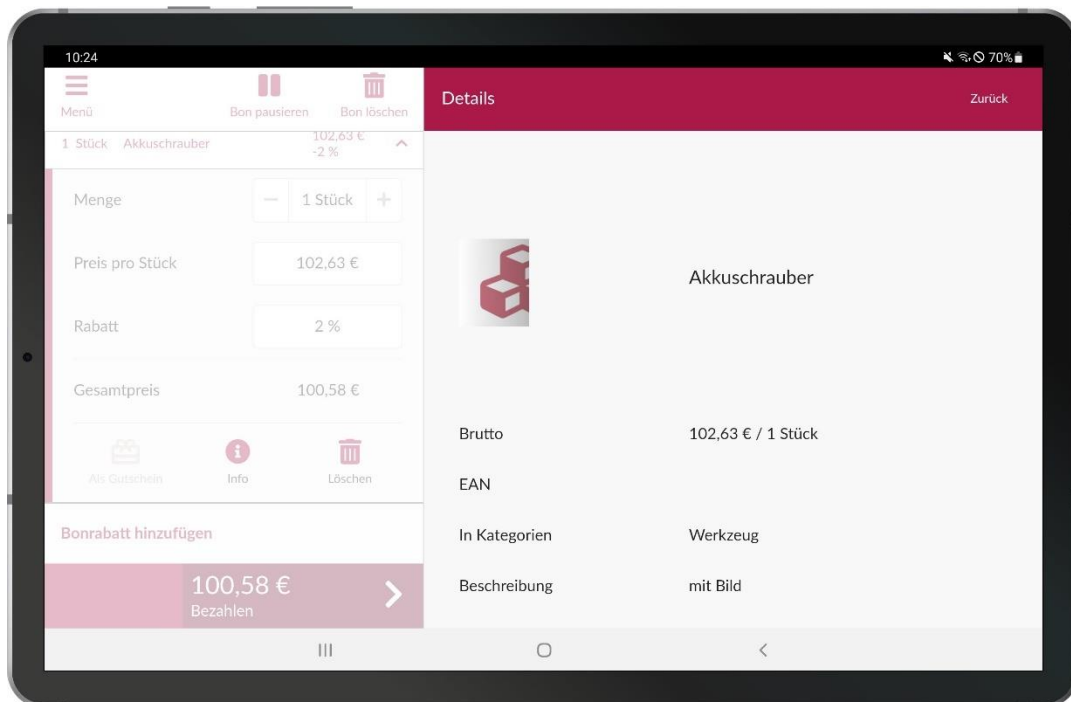 10:24
70%
Menü
Bon pausieren
Bon löschen
1 Stück Akkuschrauber 102,63 €
-2 %
Menge
1 Stück
Preis pro Stück
102,63 €
Rabatt
2 %
Gesamtpreis
100,58 €
Als Gutschein
Info
Löschen
Bonrabatt hinzufügen
100,58 €
Bezahlen
Details
Zurück
Akkuschrauber
Brutto
102,63 € / 1 Stück
EAN
In Kategorien
Werkzeug
Beschreibung
mit Bild